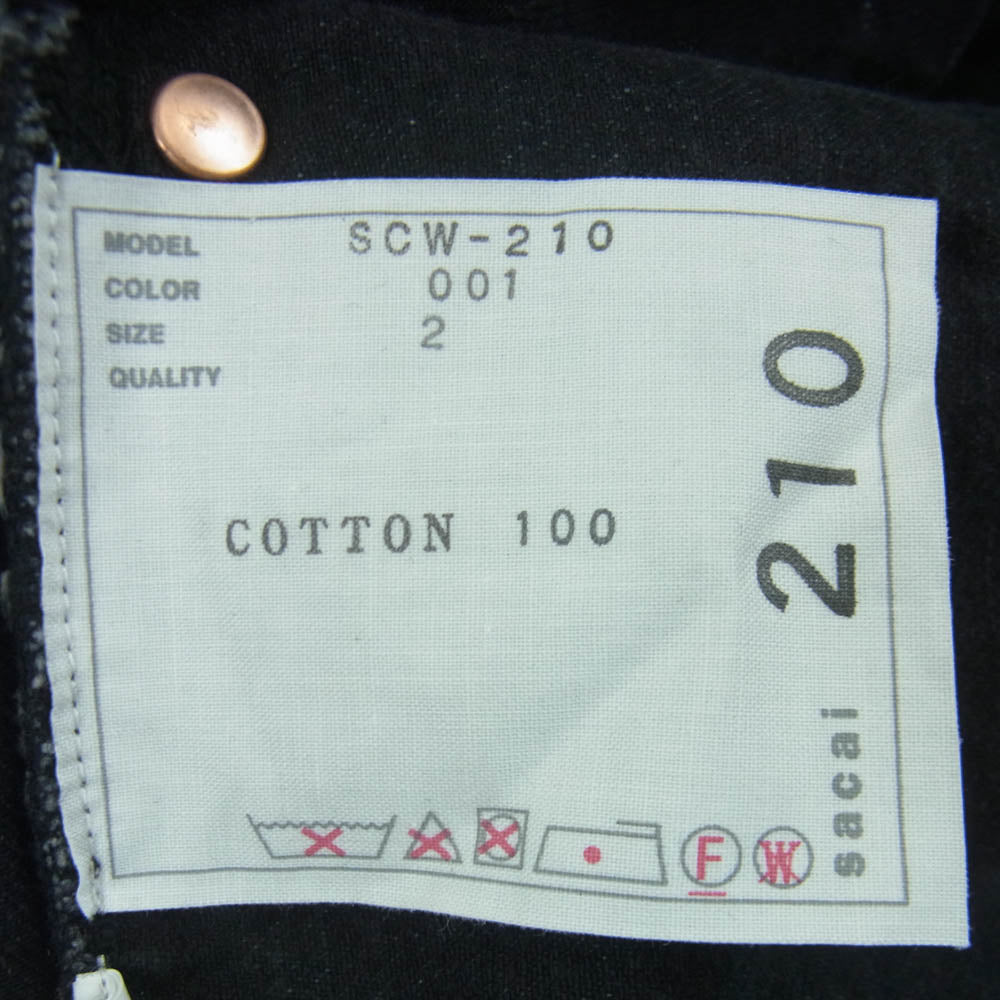 MODEL SCW-210
COLOR 001
SIZE 2
QUALITY
COTTON 100
210
sacai
F
W